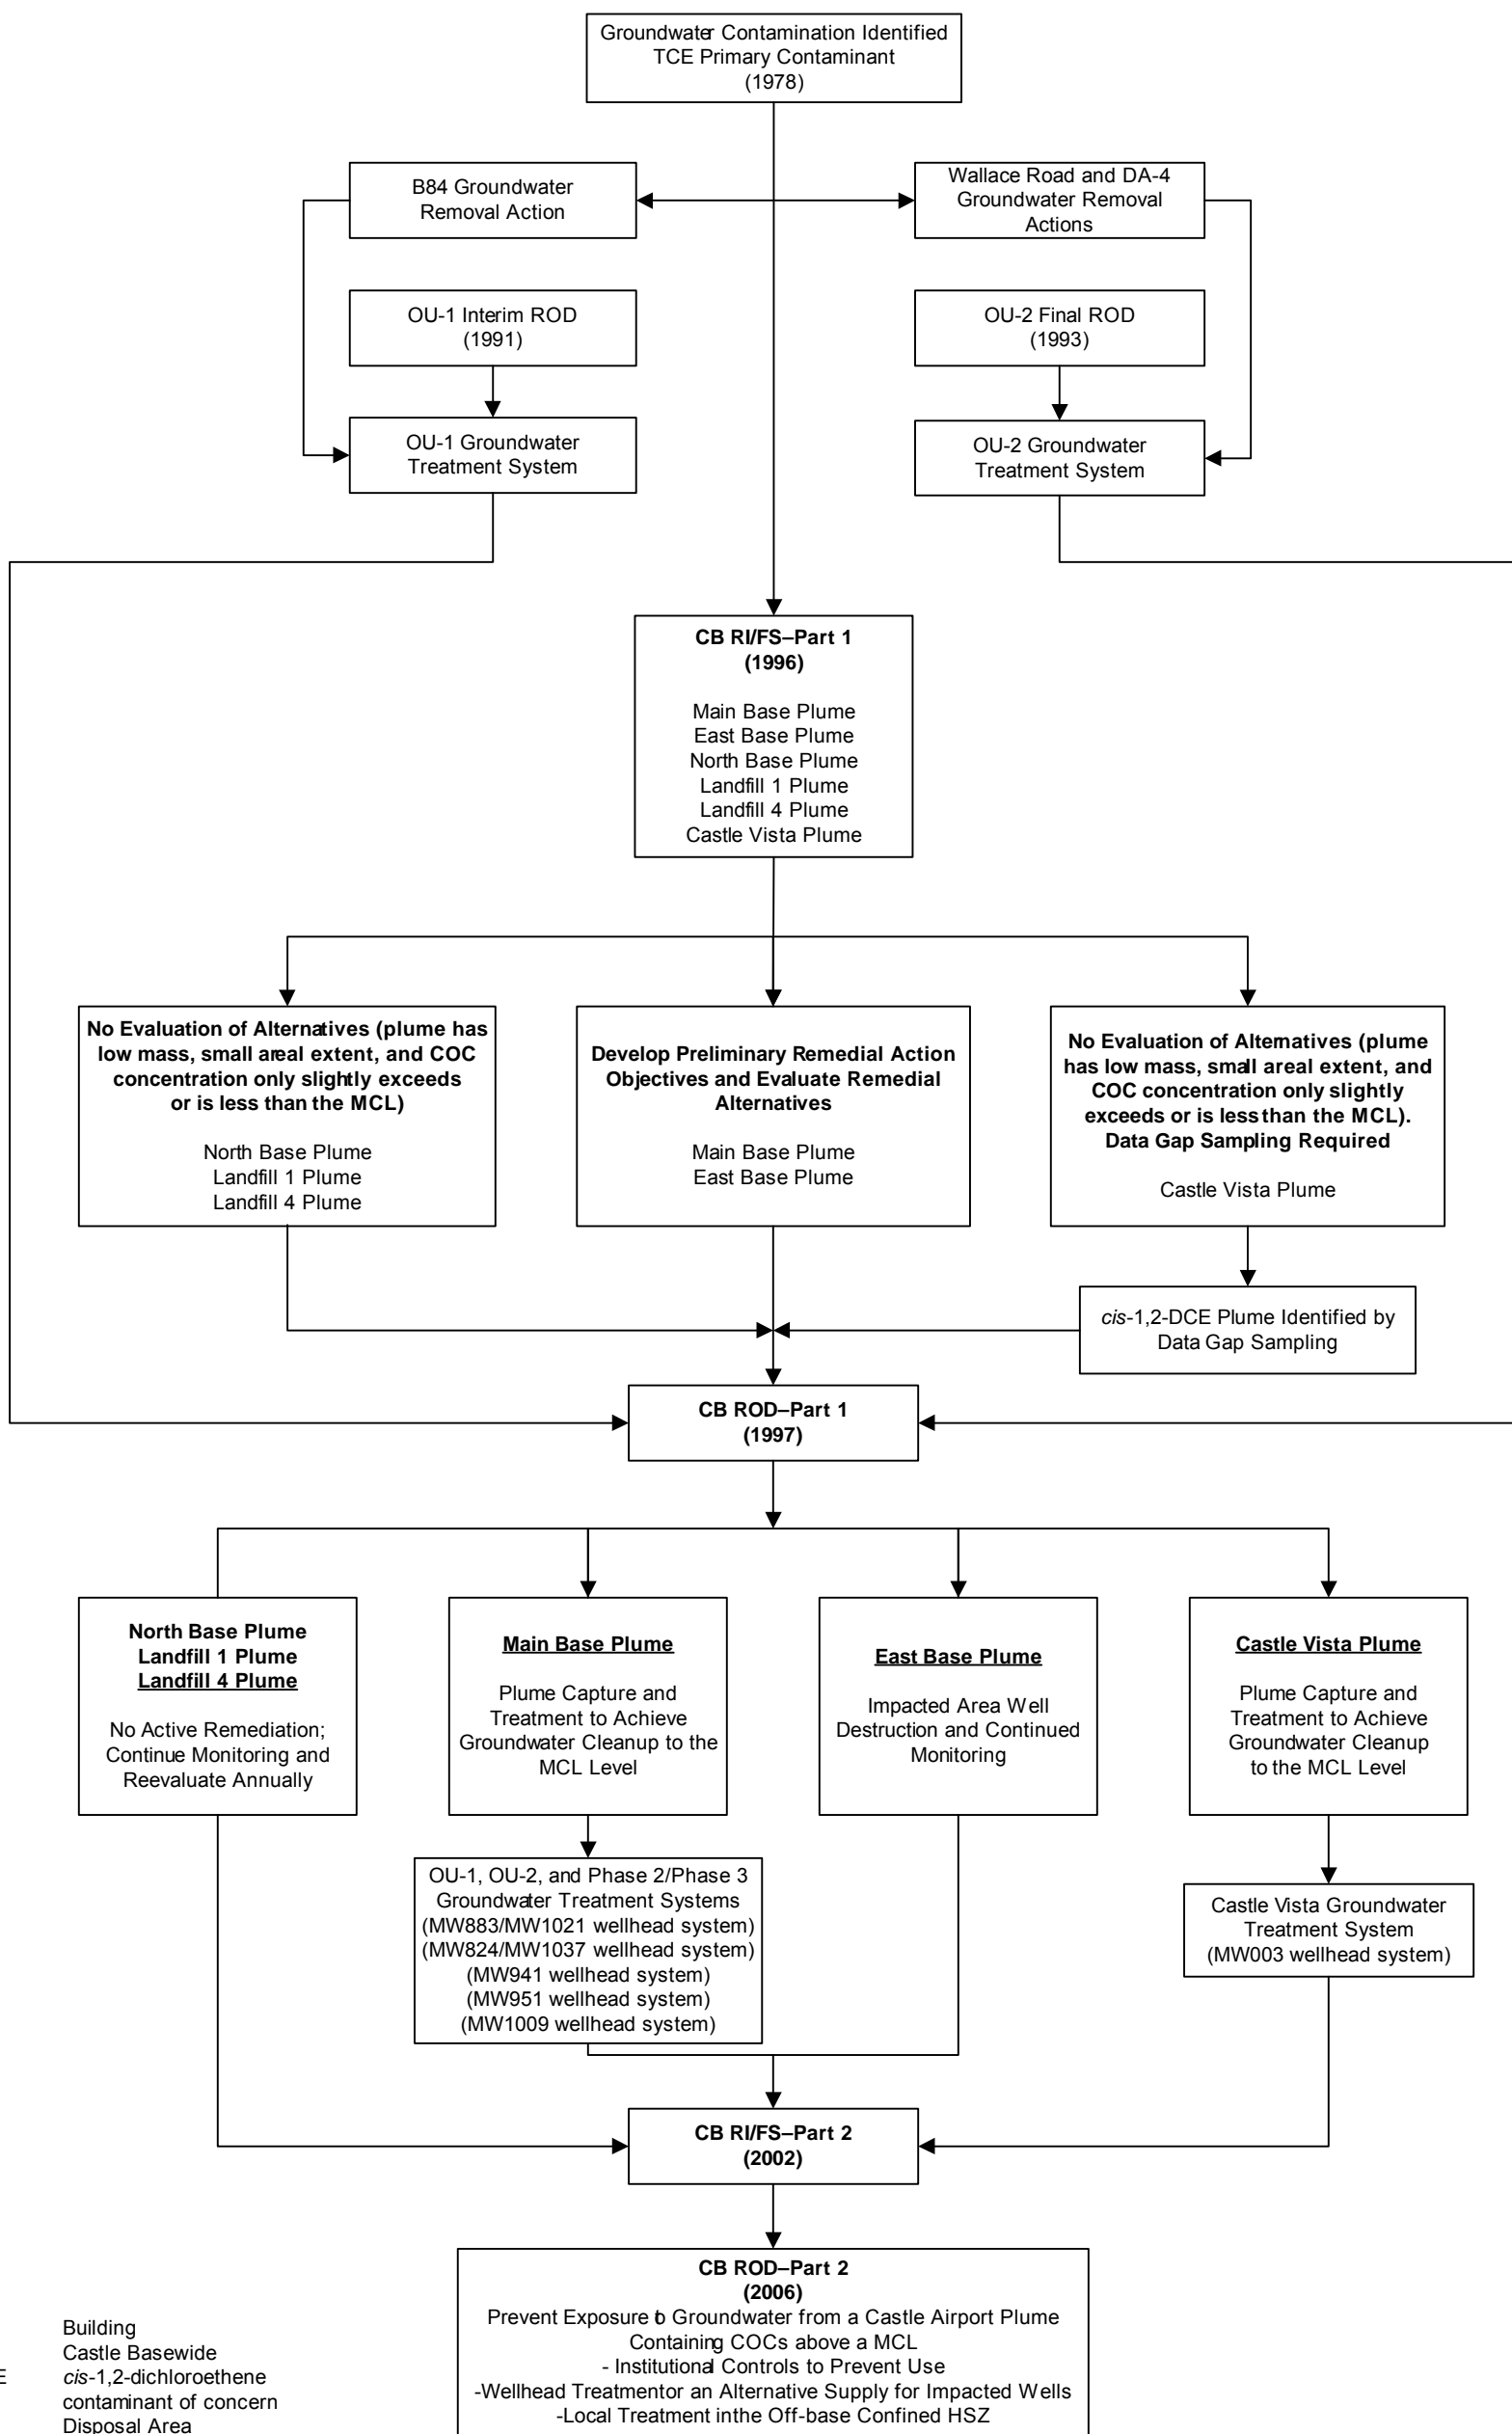 Groundwater Contamination Identified
TCE Primary Contaminant
(1978)
B84 Groundwater
Removal Action
Wallace Road and DA-4
Groundwater Removal
Actions
OU-1 Interim ROD
(1991)
OU-2 Final ROD
(1993)
OU-1 Groundwater
Treatment System
OU-2 Groundwater
Treatment System
CB RI/FS–Part 1
(1996)
Main Base Plume
East Base Plume
North Base Plume
Landfill 1 Plume
Landfill 4 Plume
Castle Vista Plume
No Evaluation of Alternatives (plume has
low mass, small areal extent, and COC
concentration only slightly exceeds
or is less than the MCL)
North Base Plume
Landfill 1 Plume
Landfill 4 Plume
Develop Preliminary Remedial Action
Objectives and Evaluate Remedial
Alternatives
Main Base Plume
East Base Plume
No Evaluation of Alternatives (plume
has low mass, small areal extent, and
COC concentration only slightly
exceeds or is less than the MCL).
Data Gap Sampling Required
Castle Vista Plume
cis-1,2-DCE Plume Identified by
Data Gap Sampling
CB ROD–Part 1
(1997)
North Base Plume
Landfill 1 Plume
Landfill 4 Plume
No Active Remediation;
Continue Monitoring and
Reevaluate Annually
Main Base Plume
Plume Capture and
Treatment to Achieve
Groundwater Cleanup to the
MCL Level
East Base Plume
Impacted Area Well
Destruction and Continued
Monitoring
Castle Vista Plume
Plume Capture and
Treatment to Achieve
Groundwater Cleanup
to the MCL Level
OU-1, OU-2, and Phase 2/Phase 3
Groundwater Treatment Systems
(MW883/MW1021 wellhead system)
(MW824/MW1037 wellhead system)
(MW941 wellhead system)
(MW951 wellhead system)
(MW1009 wellhead system)
Castle Vista Groundwater
Treatment System
(MW003 wellhead system)
CB RI/FS–Part 2
(2002)
CB ROD–Part 2
(2006)
Prevent Exposure to Groundwater from a Castle Airport Plume
Containing COCs above a MCL
- Institutional Controls to Prevent Use
-Wellhead Treatmentor an Alternative Supply for Impacted Wells
-Local Treatment inthe Off-base Confined HSZ
Building
Castle Basewide
E cis-1,2-dichloroethene
contaminant of concern
Disposal Area